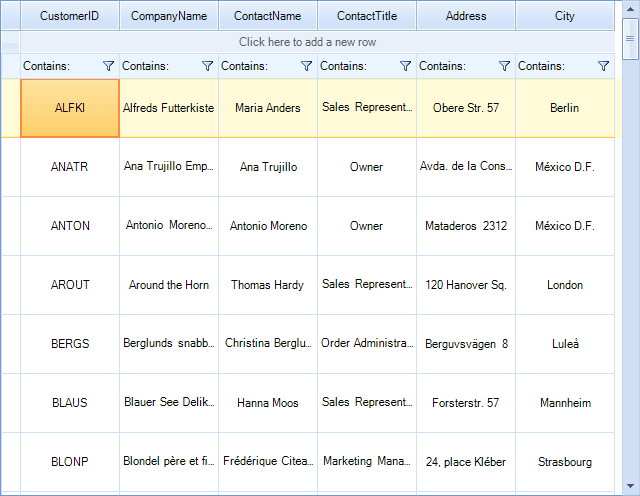 CustomerID CompanyName ContactName ContactTitle Address City
Click here to add a new row
Contains: Contains: Contains: Contains: Contains: Contains:
ALFKI Alfreds Futterkiste Maria Anders Sales Represent... Obere Str. 57 Berlin
ANATR Ana Trujillo Emp... Ana Trujillo Owner Avda. de la Cons... México D.F.
ANTON Antonio Moreno... Antonio Moreno Owner Mataderos 2312 México D.F.
AROUT Around the Horn Thomas Hardy Sales Represent... 120 Hanover Sq. London
BERGS Berglunds snabb... Christina Berglu... Order Administra... Berguvsvägen 8 Luleå
BLAUS Blauer See Delik... Hanna Moos Sales Represent... Forsterstr. 57 Mannheim
BLONP Blondel père et fi... Frédérique Citea... Marketing Mana... 24, place Kléber Strasbourg